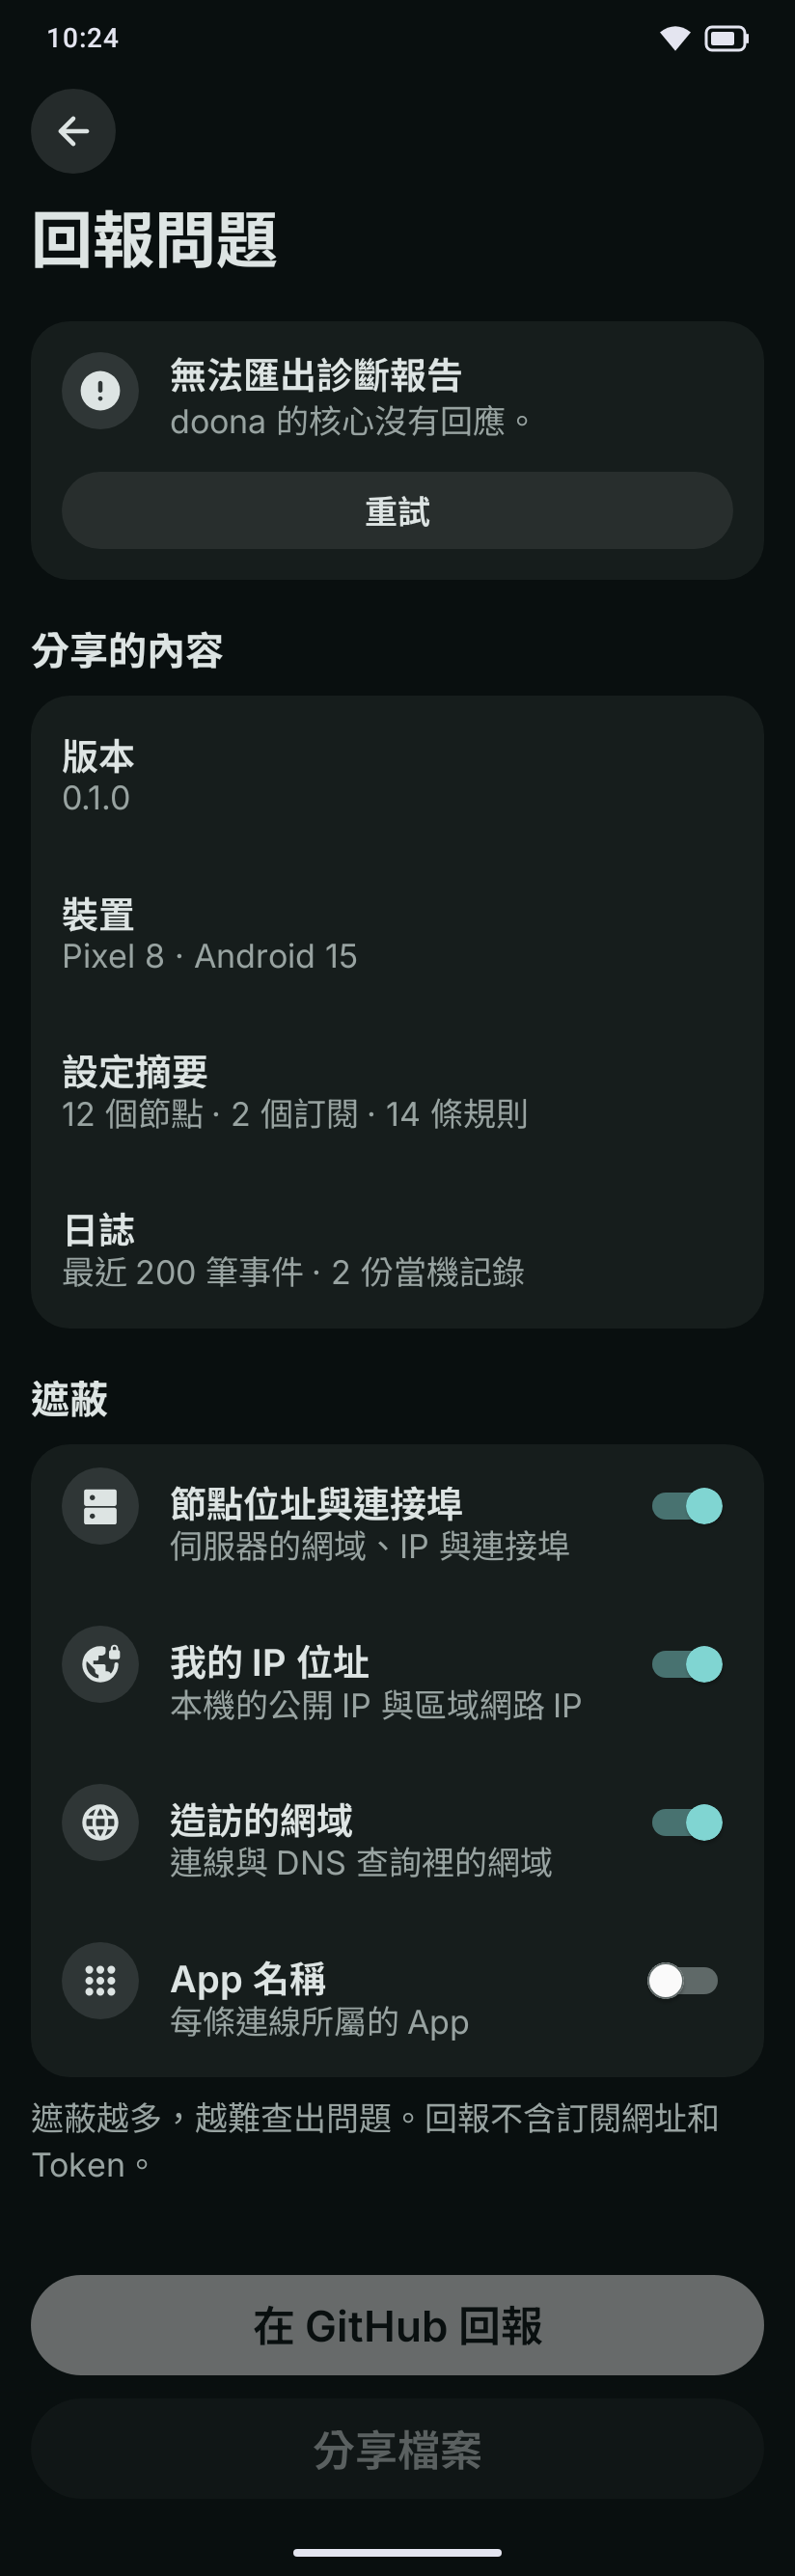 10:24
回報問題
無法匯出診斷報告
doona 的核心沒有回應。
重試
分享的內容
版本
0.1.0
裝置
Pixel 8 · Android 15
設定摘要
12 個節點 · 2 個訂閱 · 14 條規則
日誌
最近 200 筆事件 · 2 份當機記錄
遮蔽
節點位址與連接埠
伺服器的網域、IP 與連接埠
我的 IP 位址
本機的公開 IP 與區域網路 IP
造訪的網域
連線與 DNS 查詢裡的網域
App 名稱
每條連線所屬的 App
遮蔽越多，越難查出問題。回報不含訂閱網址和
Token。
在 GitHub 回報
分享檔案